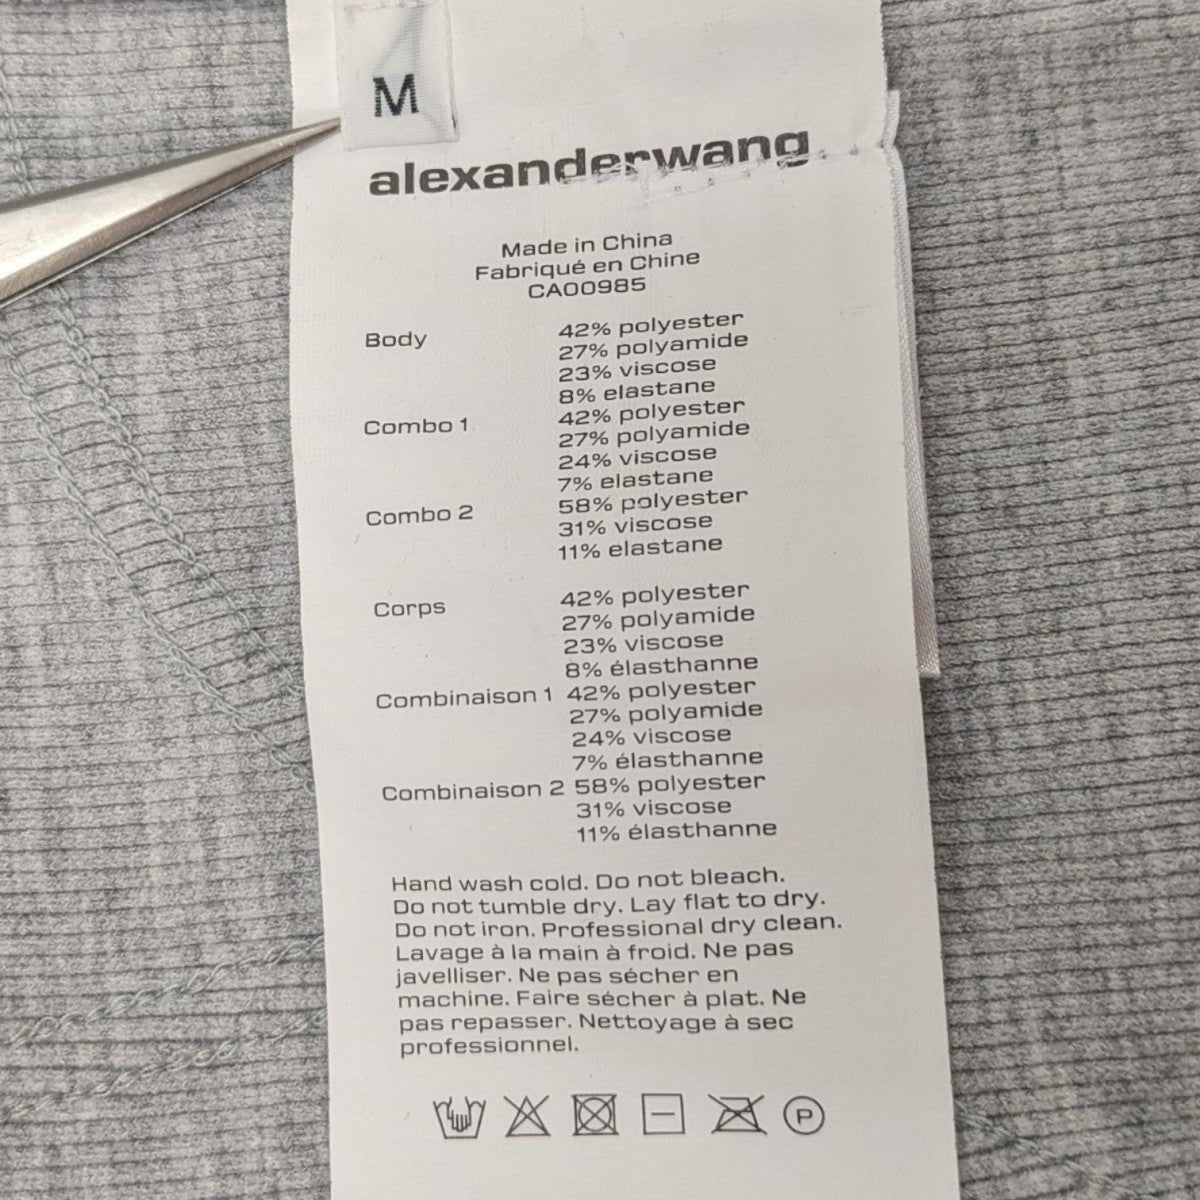 M
alexanderwang
Made in China
Fabriqué en Chine
CA00985
Body 42% polyester
27% polyamide
23% viscose
8% elastane
Combo 1 42% polyester
27% polyamide
24% viscose
7% elastane
Combo 2 58% polyester
31% viscose
11% elastane
Corps 42% polyester
27% polyamide
23% viscose
8% élasthanne
Combinaison 1 42% polyester
27% polyamide
24% viscose
7% élasthanne
Combinaison 2 58% polyester
31% viscose
11% élasthanne
Hand wash cold. Do not bleach.
Do not tumble dry. Lay flat to dry.
Do not iron. Professional dry clean.
Lavage à la main à froid. Ne pas
javelliser. Ne pas sécher en
machine. Faire sécher à plat. Ne
pas repasser. Nettoyage à sec
professionnel.
P